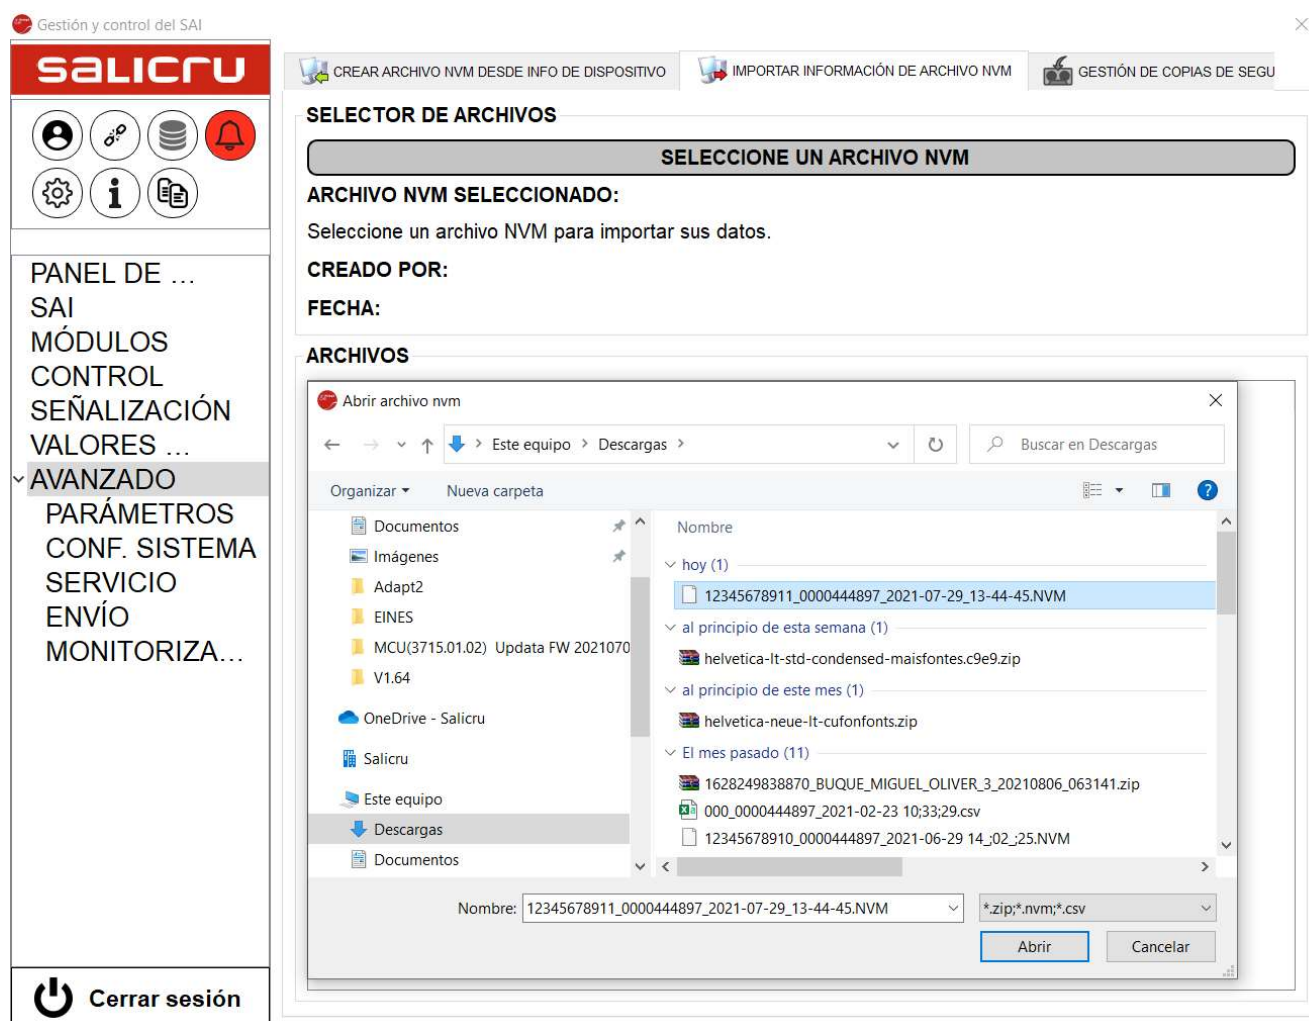 Gestión y control del SAI
salicru
CREAR ARCHIVO NVM DESDE INFO DE DISPOSITIVO
IMPORTAR INFORMACIÓN DE ARCHIVO NVM
GESTIÓN DE COPIAS DE SEGU
SELECTOR DE ARCHIVOS
SELECCIONE UN ARCHIVO NVM
ARCHIVO NVM SELECCIONADO:
Seleccione un archivo NVM para importar sus datos.
CREADO POR:
FECHA:
PANEL DE ...
SAI
MÓDULOS
CONTROL
SEÑALIZACIÓN
VALORES ...
AVANZADO
PARÁMETROS
CONF. SISTEMA
SERVICIO
ENVÍO
MONITORIZA...
Cerrar sesión
ARCHIVOS
Abrir archivo nvm
Este equipo > Descargas >
Buscar en Descargas
Organizar
Nueva carpeta
Documentos
Imágenes
Adapt2
EINES
MCU(3715.01.02) Updata FW 2021070
V1.64
OneDrive - Salicru
Salicru
Este equipo
Descargas
Documentos
Nombre
hoy (1)
12345678911_0000444897_2021-07-29_13-44-45.NVM
al principio de esta semana (1)
helvetica-lt-std-condensed-maisfontes.c9e9.zip
al principio de este mes (1)
helvetica-neue-lt-cufonfonts.zip
El mes pasado (11)
1628249838870_BUQUE_MIGUEL_OLIVER_3_20210806_063141.zip
000_0000444897_2021-02-23 10;33;29.csv
12345678910_0000444897_2021-06-29 14_;02_;25.NVM
Nombre: 12345678911_0000444897_2021-07-29_13-44-45.NVM
*.zip;*.nvm;*.csv
Abrir
Cancelar